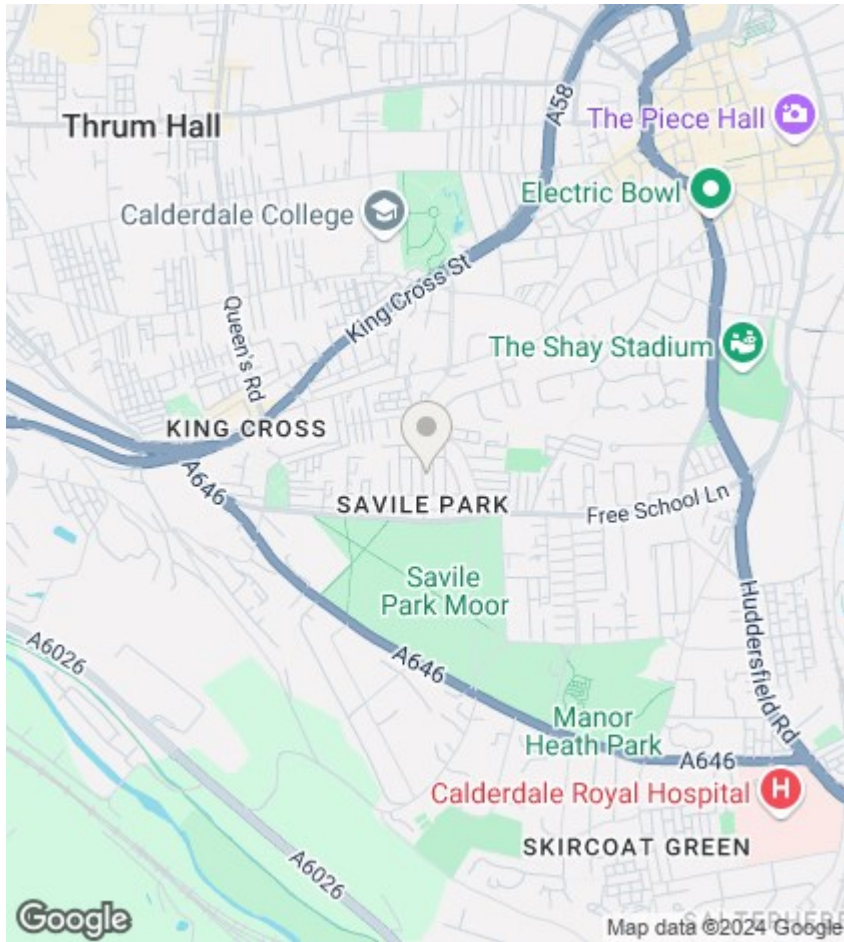 Thrum Hall
A58
The Piece Hall
Electric Bowl
Calderdale College
King Cross St
Queen's Rd
The Shay Stadium
KING CROSS
A646
SAVILE PARK
Free School Ln
Savile
Park Moor
A6026
A646
Huddersfield Rd
Manor
Heath Park
A646
Calderdale Royal Hospital
H
SKIRCOAT GREEN
A6026
Google
Map data ©2024 Google